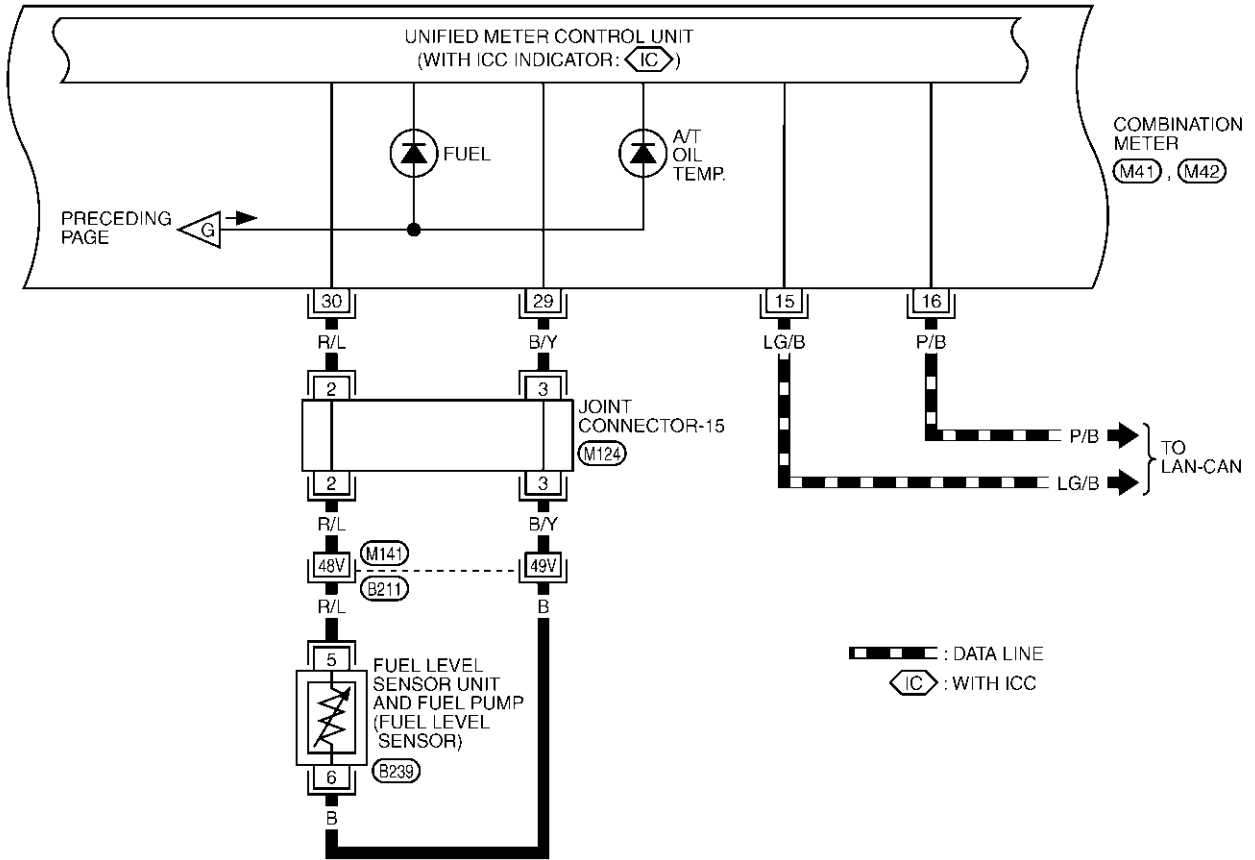 UNIFIED METER CONTROL UNIT
(WITH ICC INDICATOR: IC )
FUEL
A/T
OIL
TEMP.
COMBINATION
METER
M41 , M42
PRECEDING
PAGE
G
30
29
15
16
R/L
B/Y
LG/B
P/B
2
3
JOINT
CONNECTOR-15
M124
2
3
R/L
B/Y
P/B
LG/B
TO
LAN-CAN
48V
M141
B211
49V
R/L
B
5
FUEL LEVEL
SENSOR UNIT
AND FUEL PUMP
(FUEL LEVEL
SENSOR)
B239
6
B
: DATA LINE
IC : WITH ICC